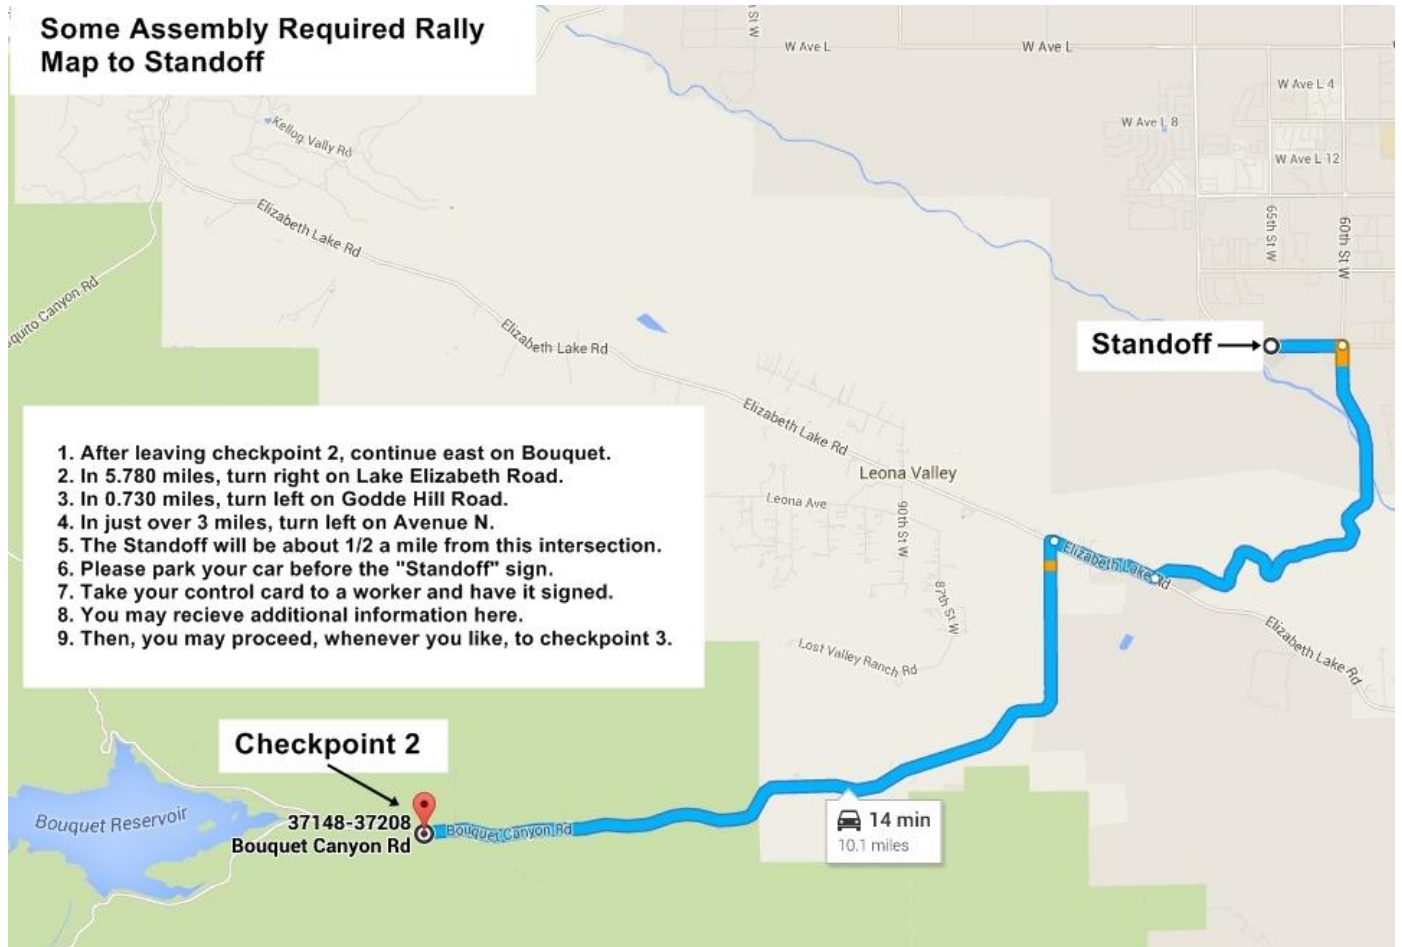 Some Assembly Required Rally
Map to Standoff
St W
W Ave L
W Ave L
W Ave L 4
W Ave L 8
W Ave L 12
Kellog Vally Rd
Elizabeth Lake Rd
65th St W
60th St W
quito Canyon Rd
Elizabeth Lake Rd
Standoff
Elizabeth Lake Rd
Leona Valley
Leona Ave
90th St W
1. After leaving checkpoint 2, continue east on Bouquet.
2. In 5.780 miles, turn right on Lake Elizabeth Road.
3. In 0.730 miles, turn left on Godde Hill Road.
4. In just over 3 miles, turn left on Avenue N.
5. The Standoff will be about 1/2 a mile from this intersection.
6. Please park your car before the "Standoff" sign.
7. Take your control card to a worker and have it signed.
8. You may recieve additional information here.
9. Then, you may proceed, whenever you like, to checkpoint 3.
Elizabeth Lake Rd
87th St W
Elizabeth Lake Rd
Lost Valley Ranch Rd
Checkpoint 2
Bouquet Reservoir
37148-37208
Bouquet Canyon Rd
Bouquet Canyon Rd
14 min
10.1 miles